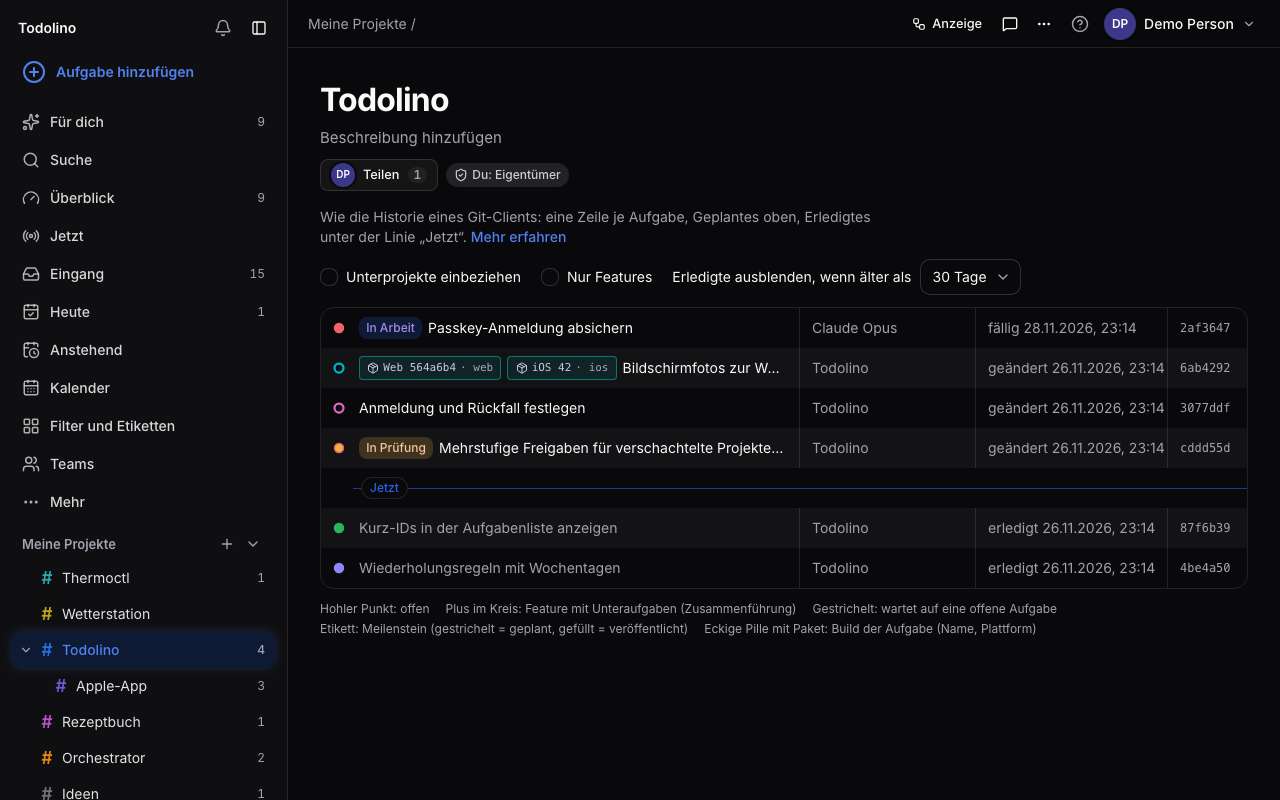 Todolino
Aufgabe hinzufügen
Für dich 9
Suche
Überblick 9
Jetzt
Eingang 15
Heute 1
Anstehend
Kalender
Filter und Etiketten
Teams
Mehr
Meine Projekte
# Thermoctl 1
# Wetterstation
# Todolino 4
# Apple-App 3
# Rezeptbuch 1
# Orchestrator 2
# Ideen 1
Meine Projekte /
Anzeige
DP Demo Person
Todolino
Beschreibung hinzufügen
DP Teilen 1 Du: Eigentümer
Wie die Historie eines Git-Clients: eine Zeile je Aufgabe, Geplantes oben, Erledigtes
unter der Linie „Jetzt“. Mehr erfahren
Unterprojekte einbeziehen Nur Features Erledigte ausblenden, wenn älter als 30 Tage
In Arbeit Passkey-Anmeldung absichern Claude Opus fällig 28.11.2026, 23:14 2af3647
Web 564a6b4 · web iOS 42 · ios Bildschirmfotos zur W... Todolino geändert 26.11.2026, 23:14 6ab4292
Anmeldung und Rückfall festlegen Todolino geändert 26.11.2026, 23:14 3077ddf
In Prüfung Mehrstufige Freigaben für verschachtelte Projekte... Todolino geändert 26.11.2026, 23:14 cddd55d
Jetzt
Kurz-IDs in der Aufgabenliste anzeigen Todolino erledigt 26.11.2026, 23:14 87f6b39
Wiederholungsregeln mit Wochentagen Todolino erledigt 26.11.2026, 23:14 4be4a50
Hohler Punkt: offen Plus im Kreis: Feature mit Unteraufgaben (Zusammenführung) Gestrichelt: wartet auf eine offene Aufgabe
Etikett: Meilenstein (gestrichelt = geplant, gefüllt = veröffentlicht) Eckige Pille mit Paket: Build der Aufgabe (Name, Plattform)